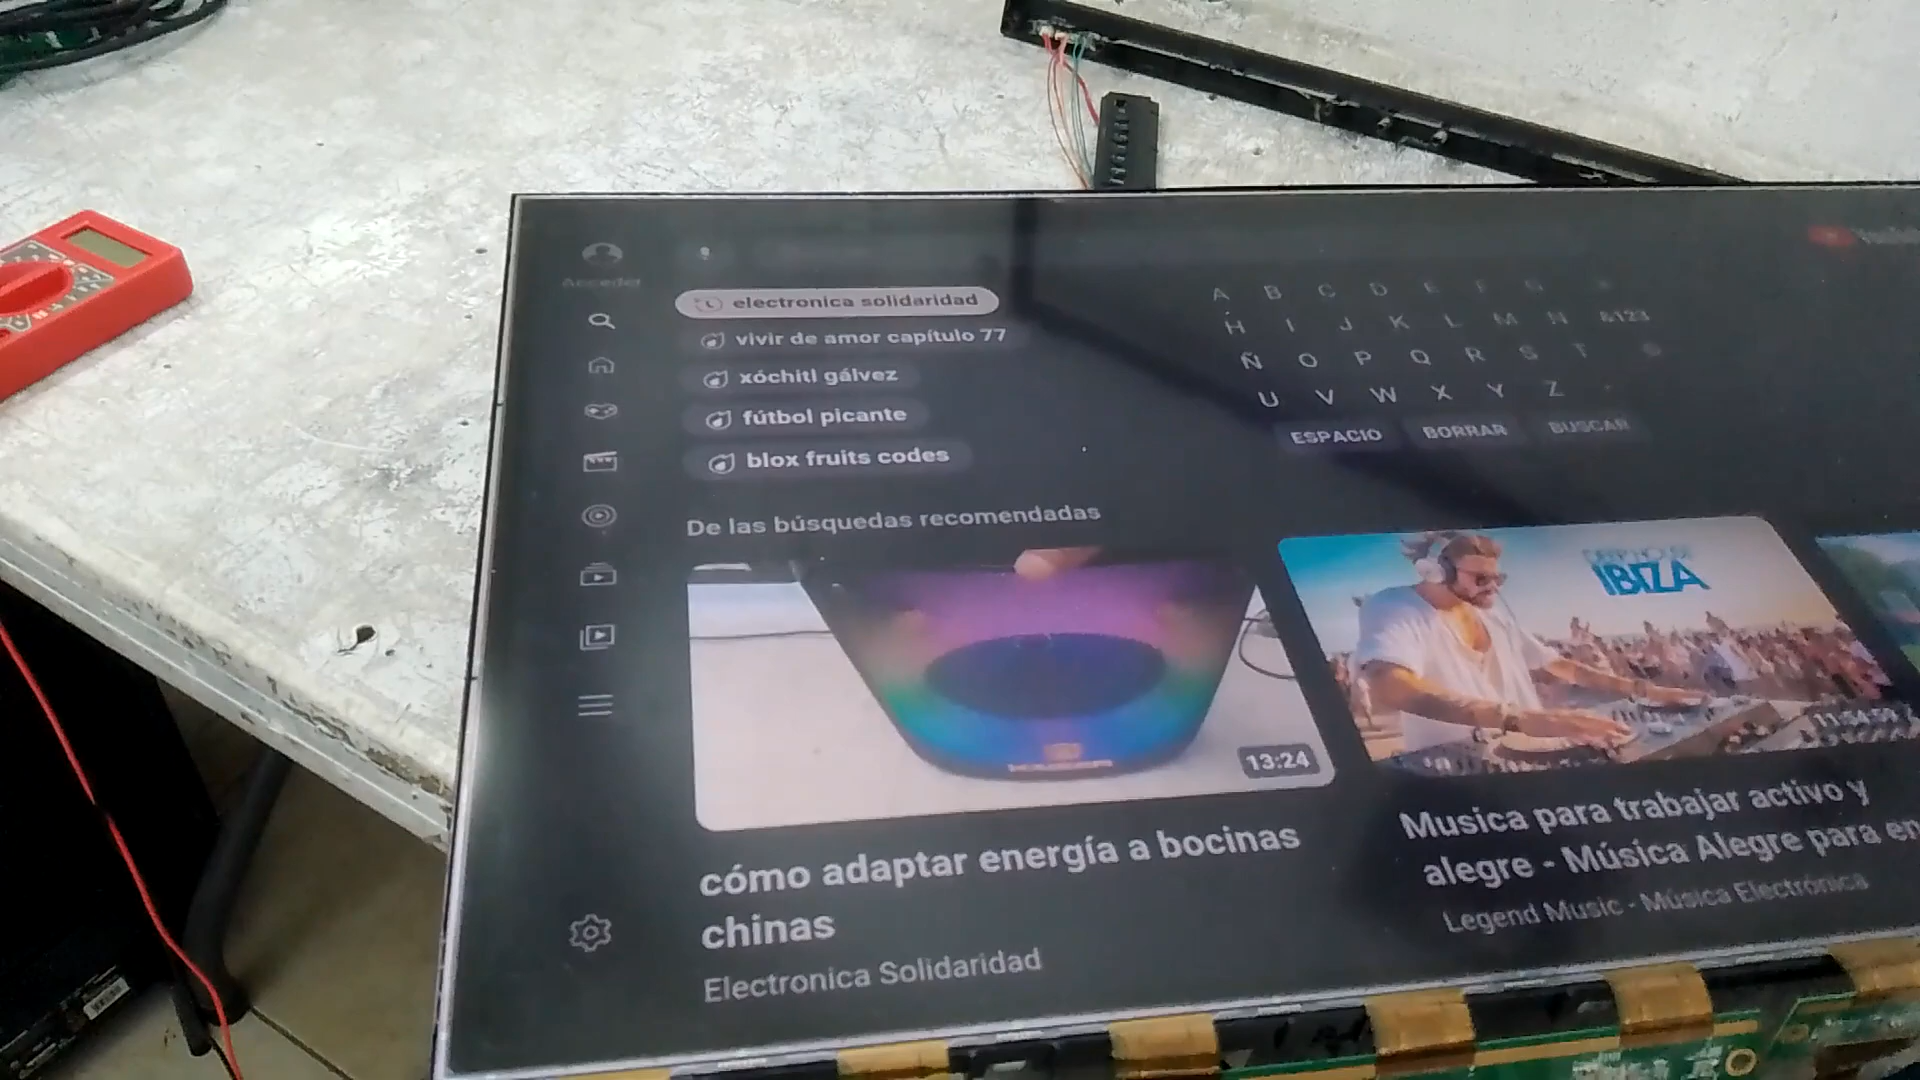 Acceder
electronica solidaridad
vivir de amor capítulo 77
xóchitl gálvez
fútbol picante
blox fruits codes
A B C D E F G
H I J K L M N &123
Ñ O P Q R S T
U V W X Y Z
ESPACIO BORRAR BUSCAR
De las búsquedas recomendadas
13:24
IBIZA
cómo adaptar energía a bocinas
chinas
Electronica Solidaridad
Musica para trabajar activo y
alegre - Música Alegre para en
Legend Music - Música Electrónica